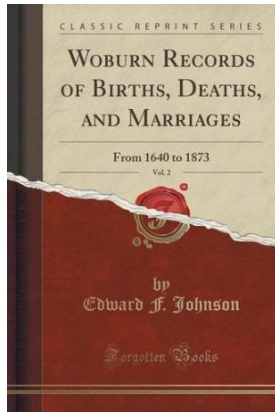 CLASSIC REPRINT SERIES
WOBURN RECORDS
OF BIRTHS, DEATHS,
AND MARRIAGES
From 1640 to 1873
Vol. 2
by
Edward F. Johnson
Forgotten Books